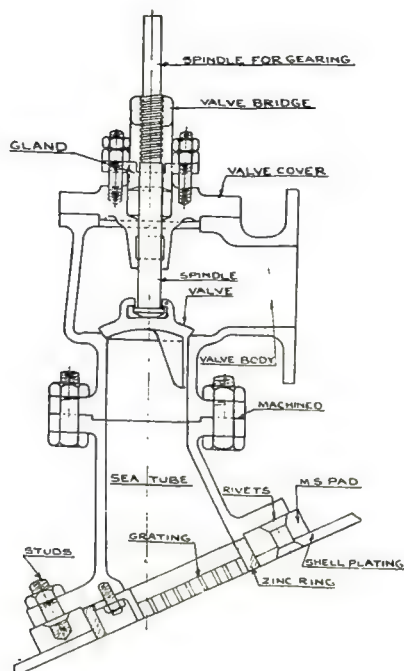 SPINDLE FOR GEARING
VALVE BRIDGE
GLAND
VALVE COVER
SPINDLE
VALVE
VALVE BODY
MACHINED
SEA TUBE
RIVETS
M.S. PAD
GRATING
STUDS
SHELL PLATING
ZINC RING